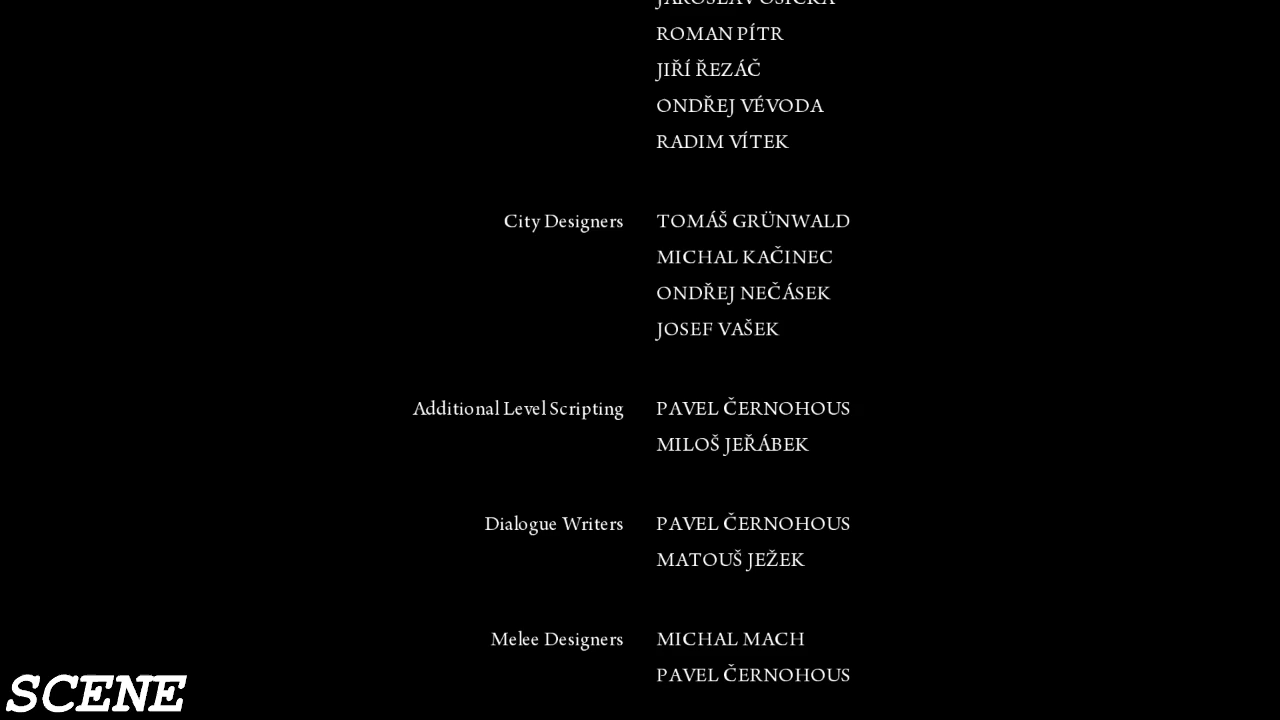 JAROSLAV OSIČKA
ROMAN PÍTR
JIŘÍ ŘEZÁČ
ONDŘEJ VÉVODA
RADIM VÍTEK
City Designers TOMÁŠ GRÜNWALD
MICHAL KAČINEC
ONDŘEJ NEČÁSEK
JOSEF VAŠEK
Additional Level Scripting PAVEL ČERNOHOUS
MILOŠ JEŘÁBEK
Dialogue Writers PAVEL ČERNOHOUS
MATOUŠ JEŽEK
Melee Designers MICHAL MACH
PAVEL ČERNOHOUS
SCENE